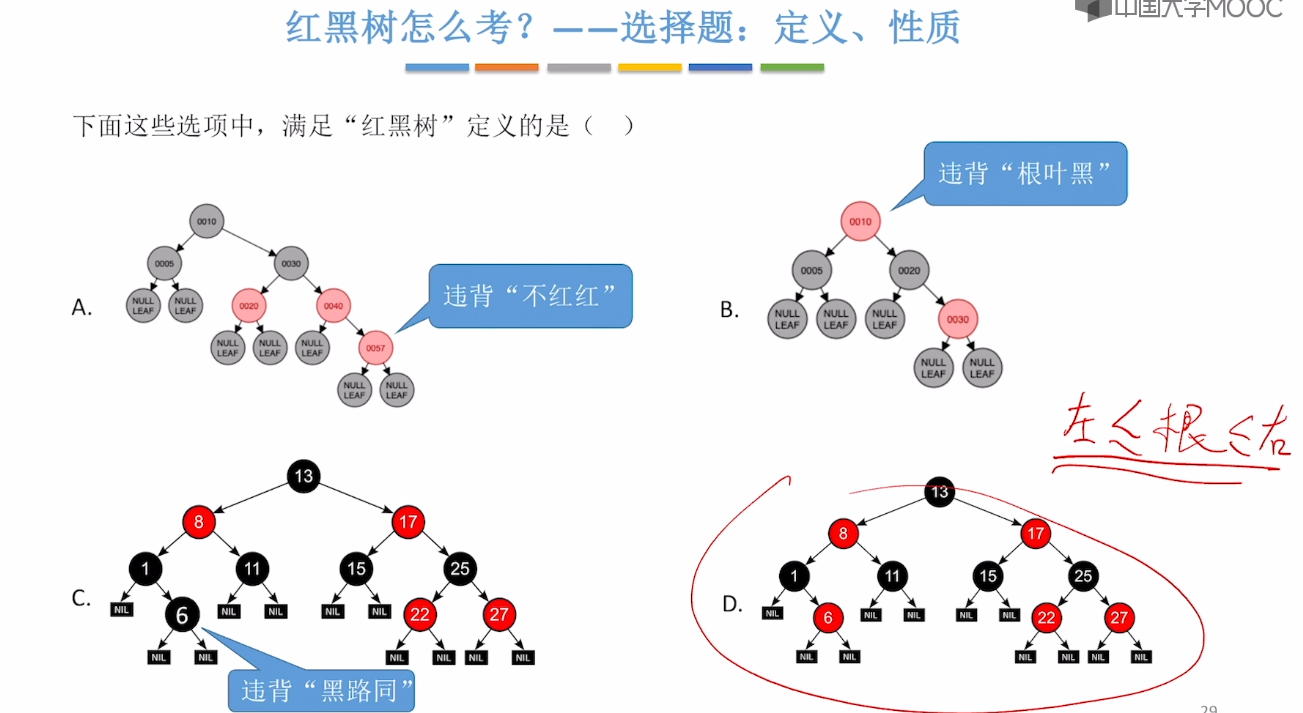 中国大学MOOC
红黑树怎么考？——选择题：定义、性质
下面这些选项中，满足“红黑树”定义的是（ ）
A.
0010
0005
0030
NULL LEAF
NULL LEAF
0020
0040
NULL LEAF
NULL LEAF
NULL LEAF
0057
NULL LEAF
NULL LEAF
违背“不红红”
B.
违背“根叶黑”
0010
0005
0020
NULL LEAF
NULL LEAF
NULL LEAF
0030
NULL LEAF
NULL LEAF
左≤根≤右
C.
13
8
17
1
11
15
25
NIL
6
NIL
NIL
NIL
NIL
22
27
NIL
NIL
NIL
NIL
NIL
NIL
违背“黑路同”
D.
13
8
17
1
11
15
25
NIL
6
NIL
NIL
NIL
NIL
22
27
NIL
NIL
NIL
NIL
NIL
NIL
29